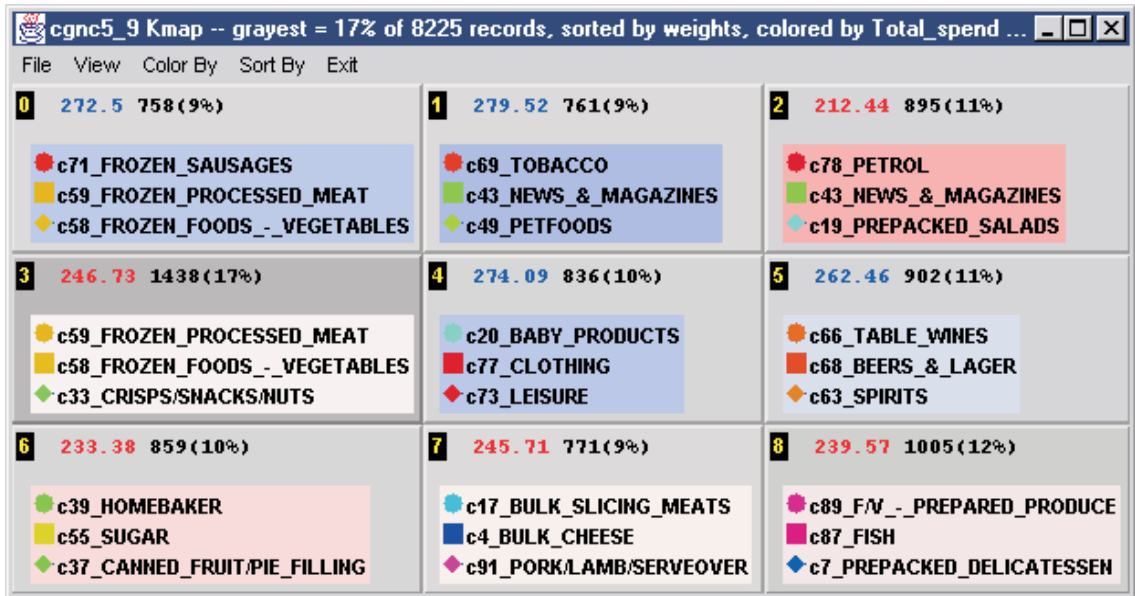 cgnc5_9 Kmap -- grayest = 17% of 8225 records, sorted by weights, colored by Total_spend ...
File View Color By Sort By Exit
0 272.5 758(9%)
c71_FROZEN_SAUSAGES
c59_FROZEN_PROCESSED_MEAT
c58_FROZEN_FOODS_-_VEGETABLES
1 279.52 761(9%)
c69_TOBACCO
c43_NEWS_&_MAGAZINES
c49_PETFOODS
2 212.44 895(11%)
c78_PETROL
c43_NEWS_&_MAGAZINES
c19_PREPACKED_SALADS
3 246.73 1438(17%)
c59_FROZEN_PROCESSED_MEAT
c58_FROZEN_FOODS_-_VEGETABLES
c33_CRISPS/SNACKS/NUTS
4 274.09 836(10%)
c20_BABY_PRODUCTS
c77_CLOTHING
c73_LEISURE
5 262.46 902(11%)
c66_TABLE_WINES
c68_BEERS_&_LAGER
c63_SPIRITS
6 233.38 859(10%)
c39_HOMEBAKER
c55_SUGAR
c37_CANNED_FRUIT/PIE_FILLING
7 245.71 771(9%)
c17_BULK_SLICING_MEATS
c4_BULK_CHEESE
c91_PORK/LAMB/SERVEOVER
8 239.57 1005(12%)
c89_F/V_-_PREPARED_PRODUCE
c87_FISH
c7_PREPACKED_DELICATESSEN